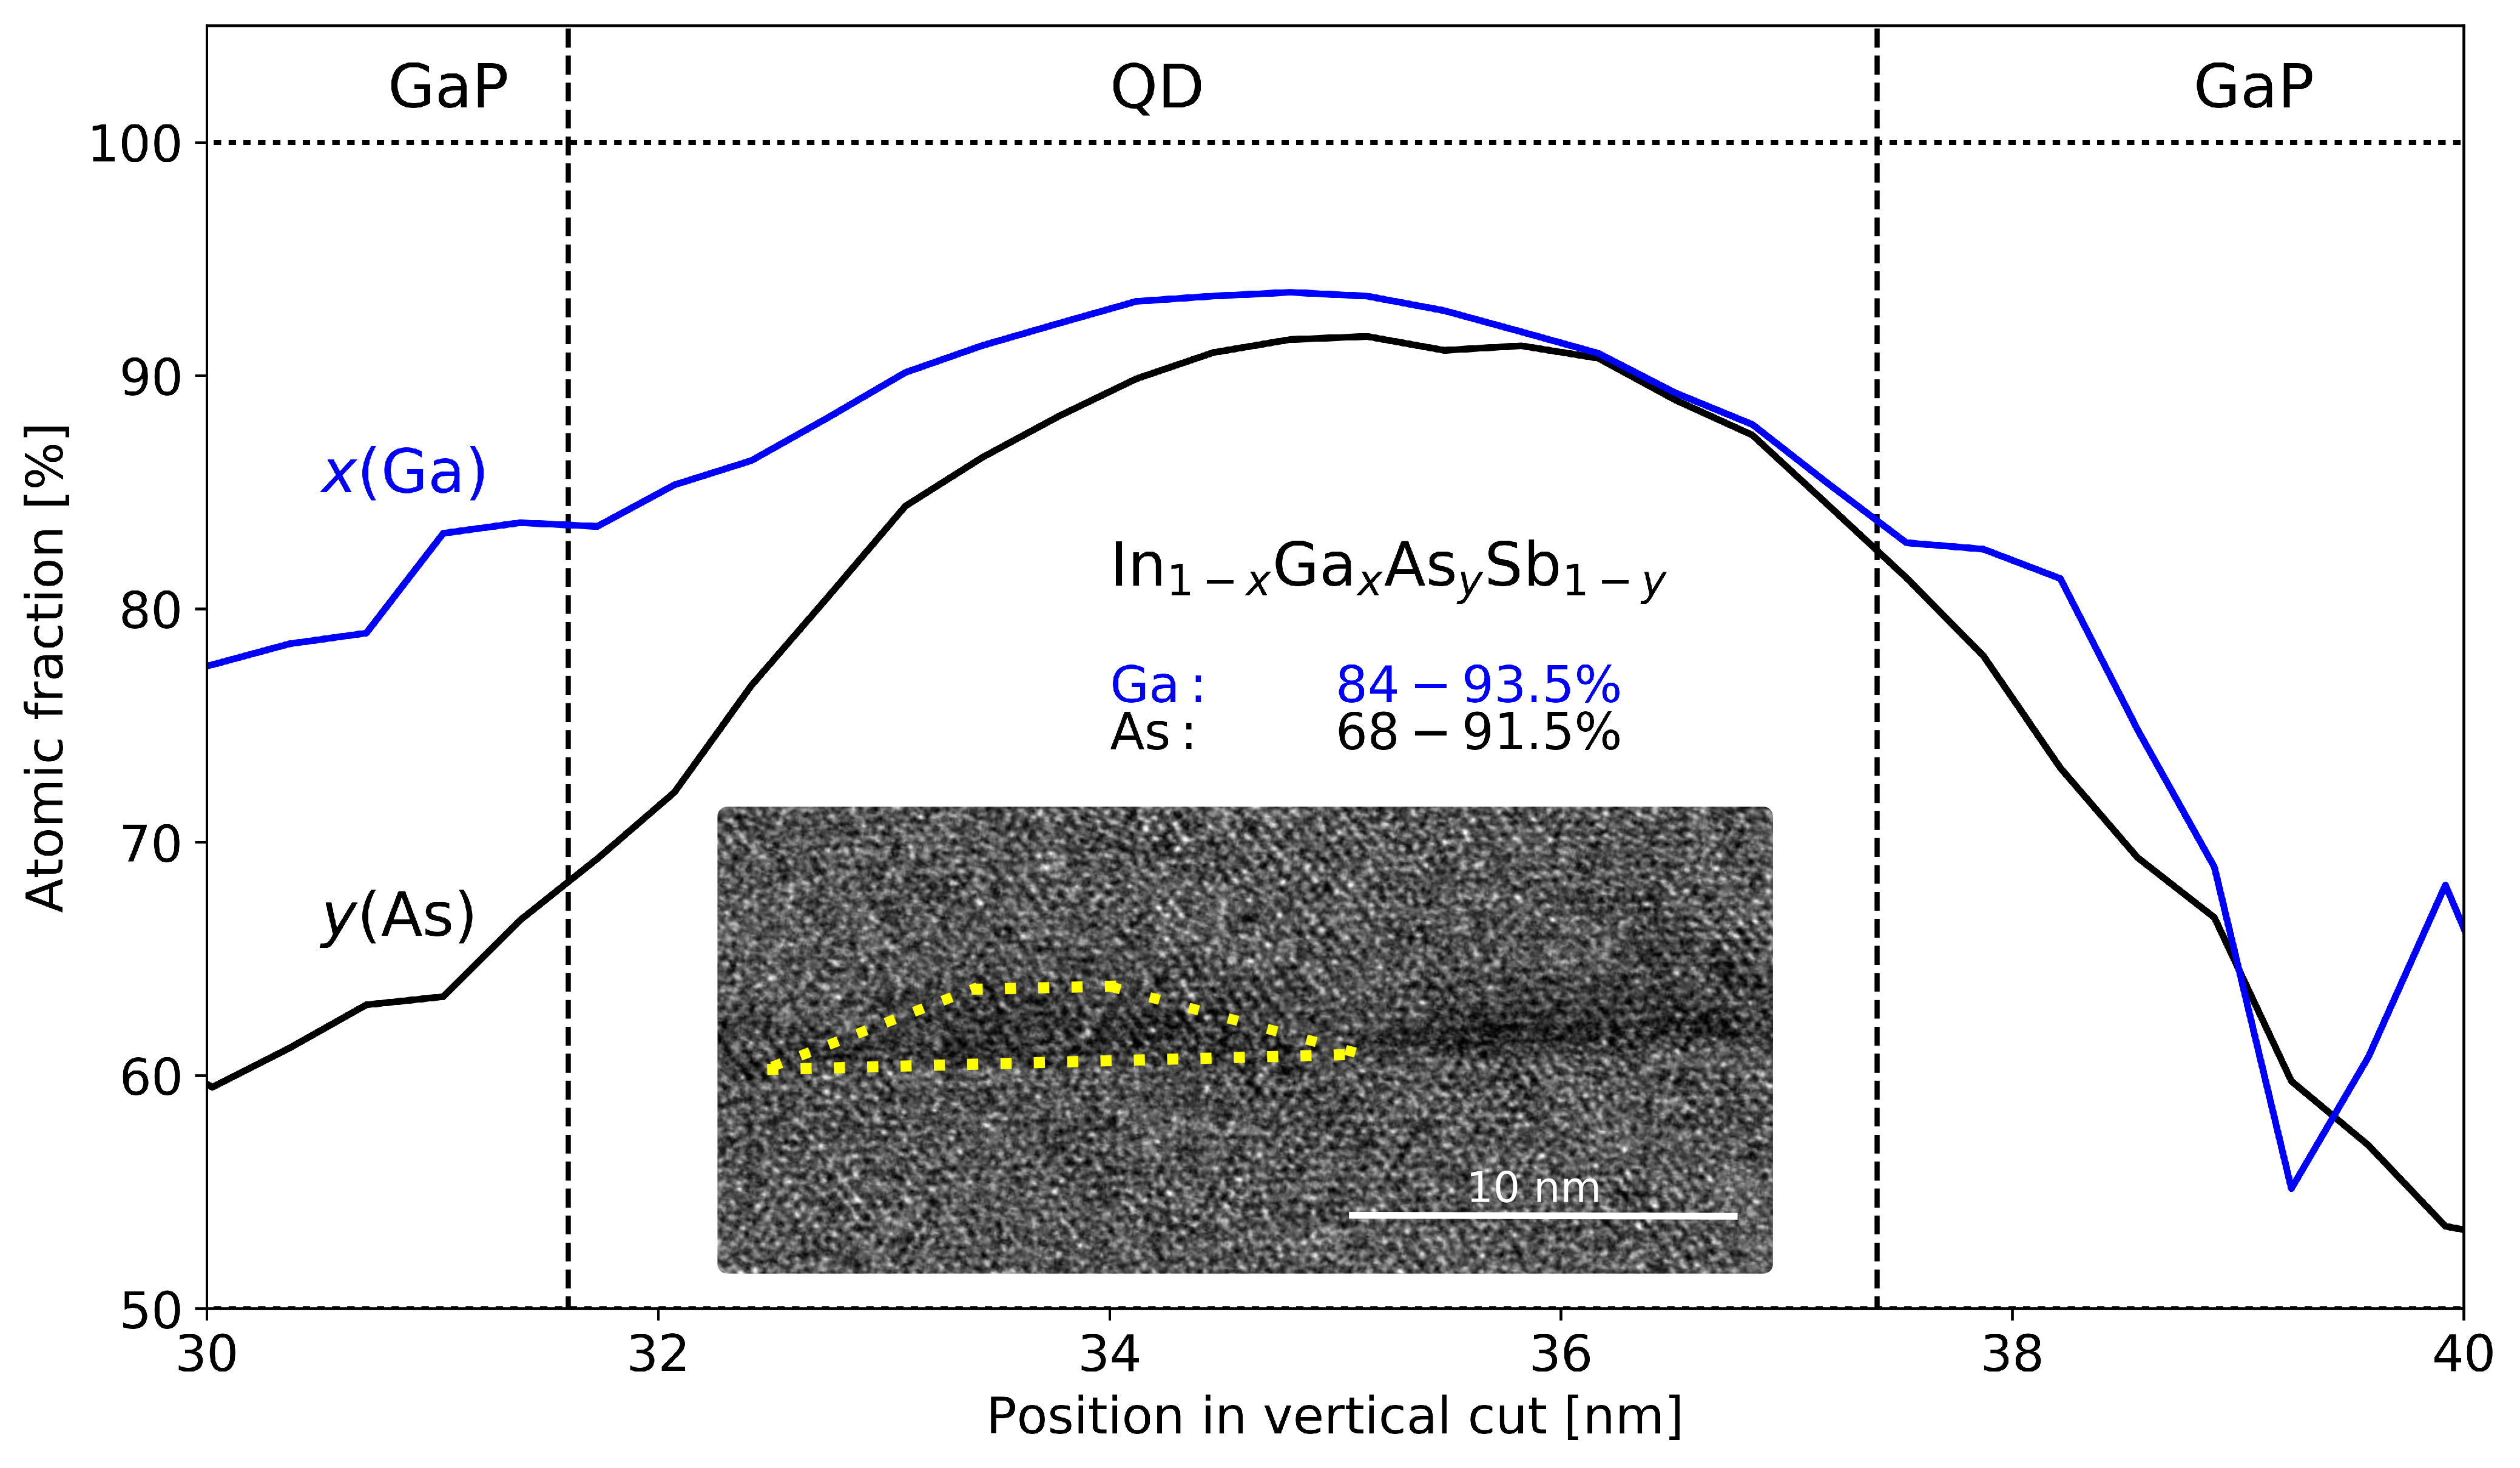 GaP QD GaP
100
90
x(Ga)
In1−xGaxAsySb1−y
80
Ga : 84 − 93.5%
As : 68 − 91.5%
70
y(As)
60
10 nm
50
30 32 34 36 38 40
Position in vertical cut [nm]
Atomic fraction [%]